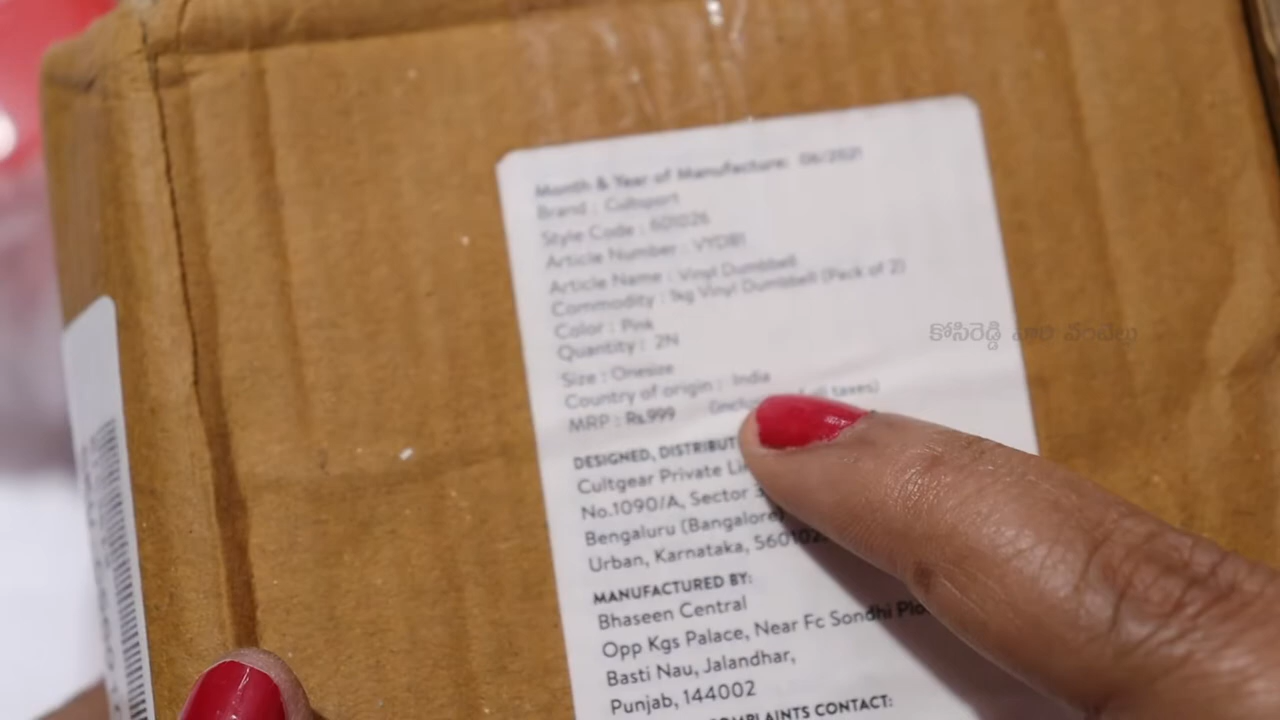 Month & Year of Manufacture: 06/2021
Brand : Cultsport
Style Code : 601026
Article Number : VYDB1
Article Name : Vinyl Dumbbell
Commodity : 1kg Vinyl Dumbbell (Pack of 2)
Color : Pink
Quantity : 2N
Size : Onesize
Country of origin : India
MRP : Rs.999 taxes)
DESIGNED,
Cultgear Private
No.1090/A, Sector
Bengaluru (Bangalore)
Urban, Karnataka,
MANUFACTURED BY:
Bhaseen Central
Opp Kgs Palace, Near Fc Sondhi
Basti Nau, Jalandhar,
Punjab, 144002
CONTACT:
కోసిరెడ్డి వారి వంటలు